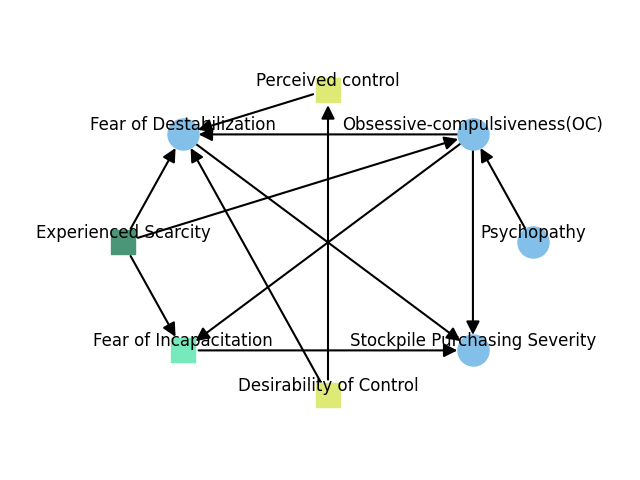 Perceived control
Fear of Destabilization
Obsessive-compulsiveness(OC)
Experienced Scarcity
Psychopathy
Fear of Incapacitation
Stockpile Purchasing Severity
Desirability of Control